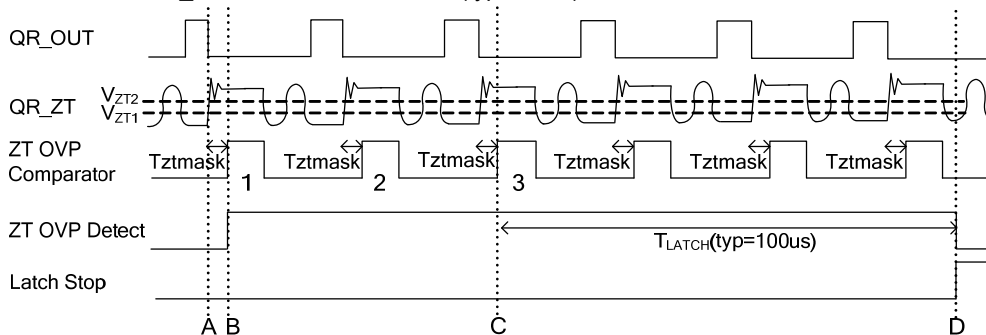 QR_OUT
QR_ZT
VZT2
VZT1
ZT OVP
Comparator
Tztmask
Tztmask
Tztmask
Tztmask
Tztmask
Tztmask
1
2
3
ZT OVP Detect
TLATCH(typ=100us)
Latch Stop
A
B
C
D